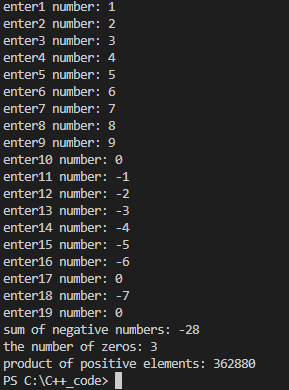 enter1 number: 1
enter2 number: 2
enter3 number: 3
enter4 number: 4
enter5 number: 5
enter6 number: 6
enter7 number: 7
enter8 number: 8
enter9 number: 9
enter10 number: 0
enter11 number: -1
enter12 number: -2
enter13 number: -3
enter14 number: -4
enter15 number: -5
enter16 number: -6
enter17 number: 0
enter18 number: -7
enter19 number: 0
sum of negative numbers: -28
the number of zeros: 3
product of positive elements: 362880
PS C:\C++_code>